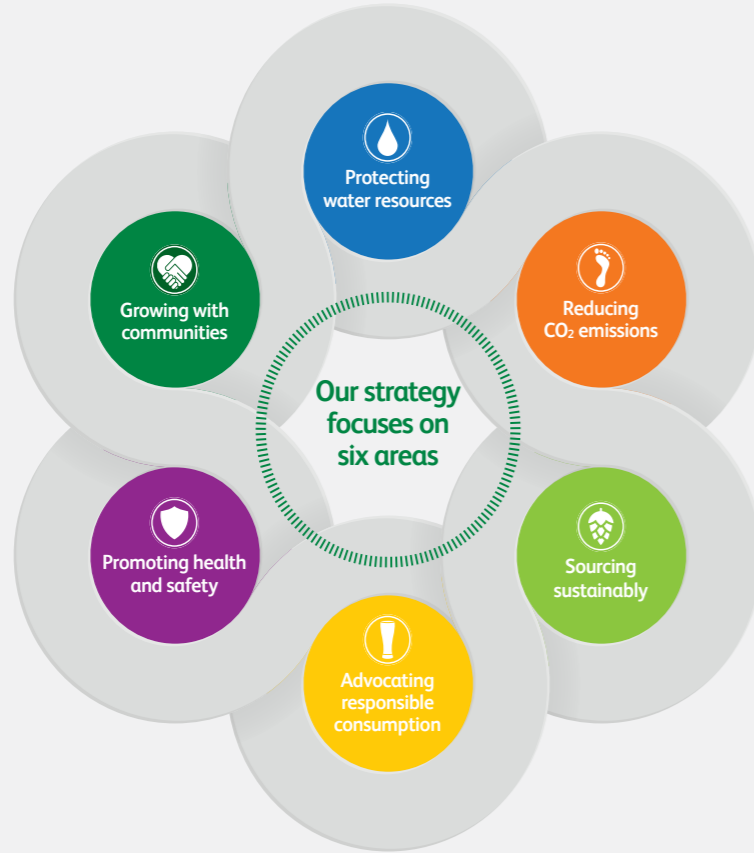 Protecting
water resources
Growing with
communities
Reducing
CO₂ emissions
Our strategy
focuses on
six areas
Promoting health
and safety
Sourcing
sustainably
Advocating
responsible
consumption